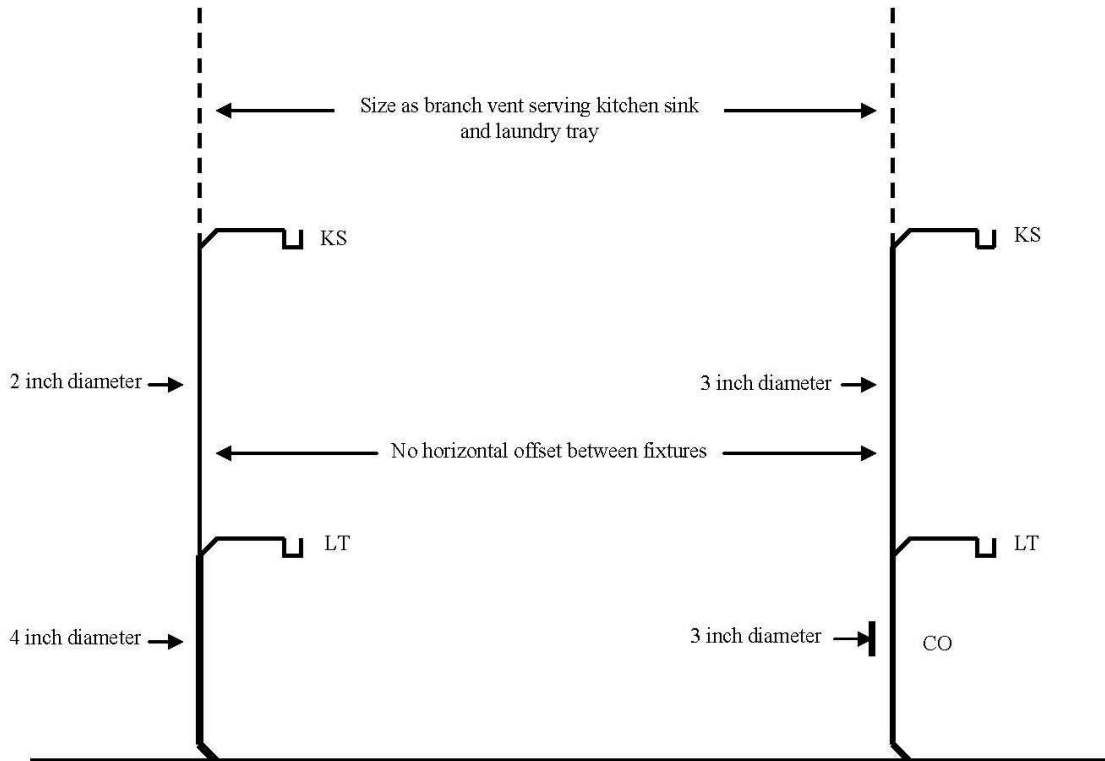 Size as branch vent serving kitchen sink
and laundry tray
KS
KS
2 inch diameter
3 inch diameter
No horizontal offset between fixtures
LT
LT
4 inch diameter
3 inch diameter
CO